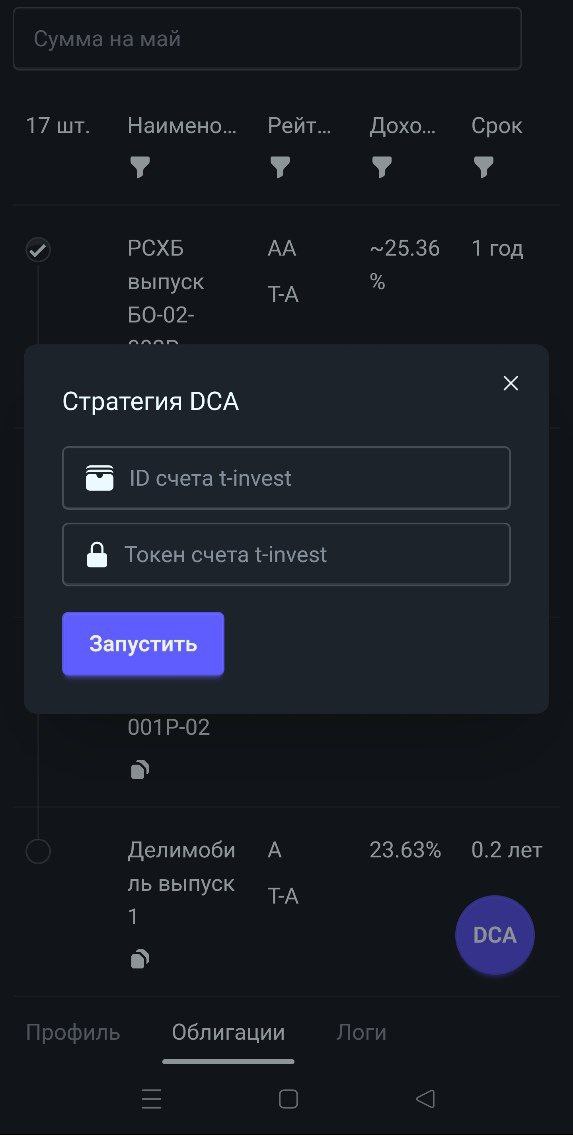 Сумма на май
17 шт. Наимено... Рейт... Дохо... Срок
РСХБ AA ~25.36 1 год
выпуск T-A %
БО-02-
Стратегия DCA
ID счета t-invest
Токен счета t-invest
Запустить
001P-02
Делимоби A 23.63% 0.2 лет
ль выпуск T-A
1
DCA
Профиль Облигации Логи